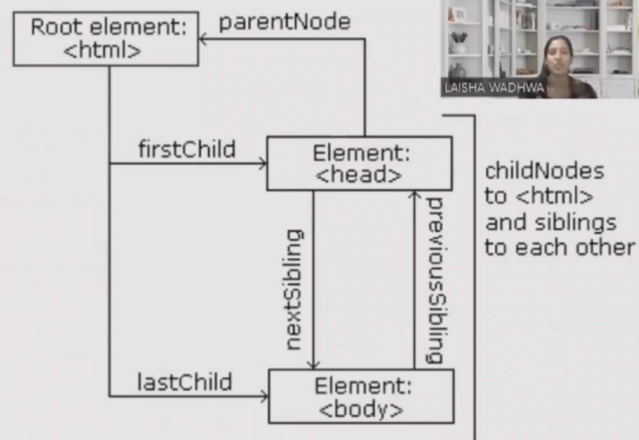 Root element:
<html>
parentNode
LAISHA WADHWA
firstChild
Element:
<head>
childNodes
to <html>
and siblings
to each other
nextSibling
previousSibling
lastChild
Element:
<body>